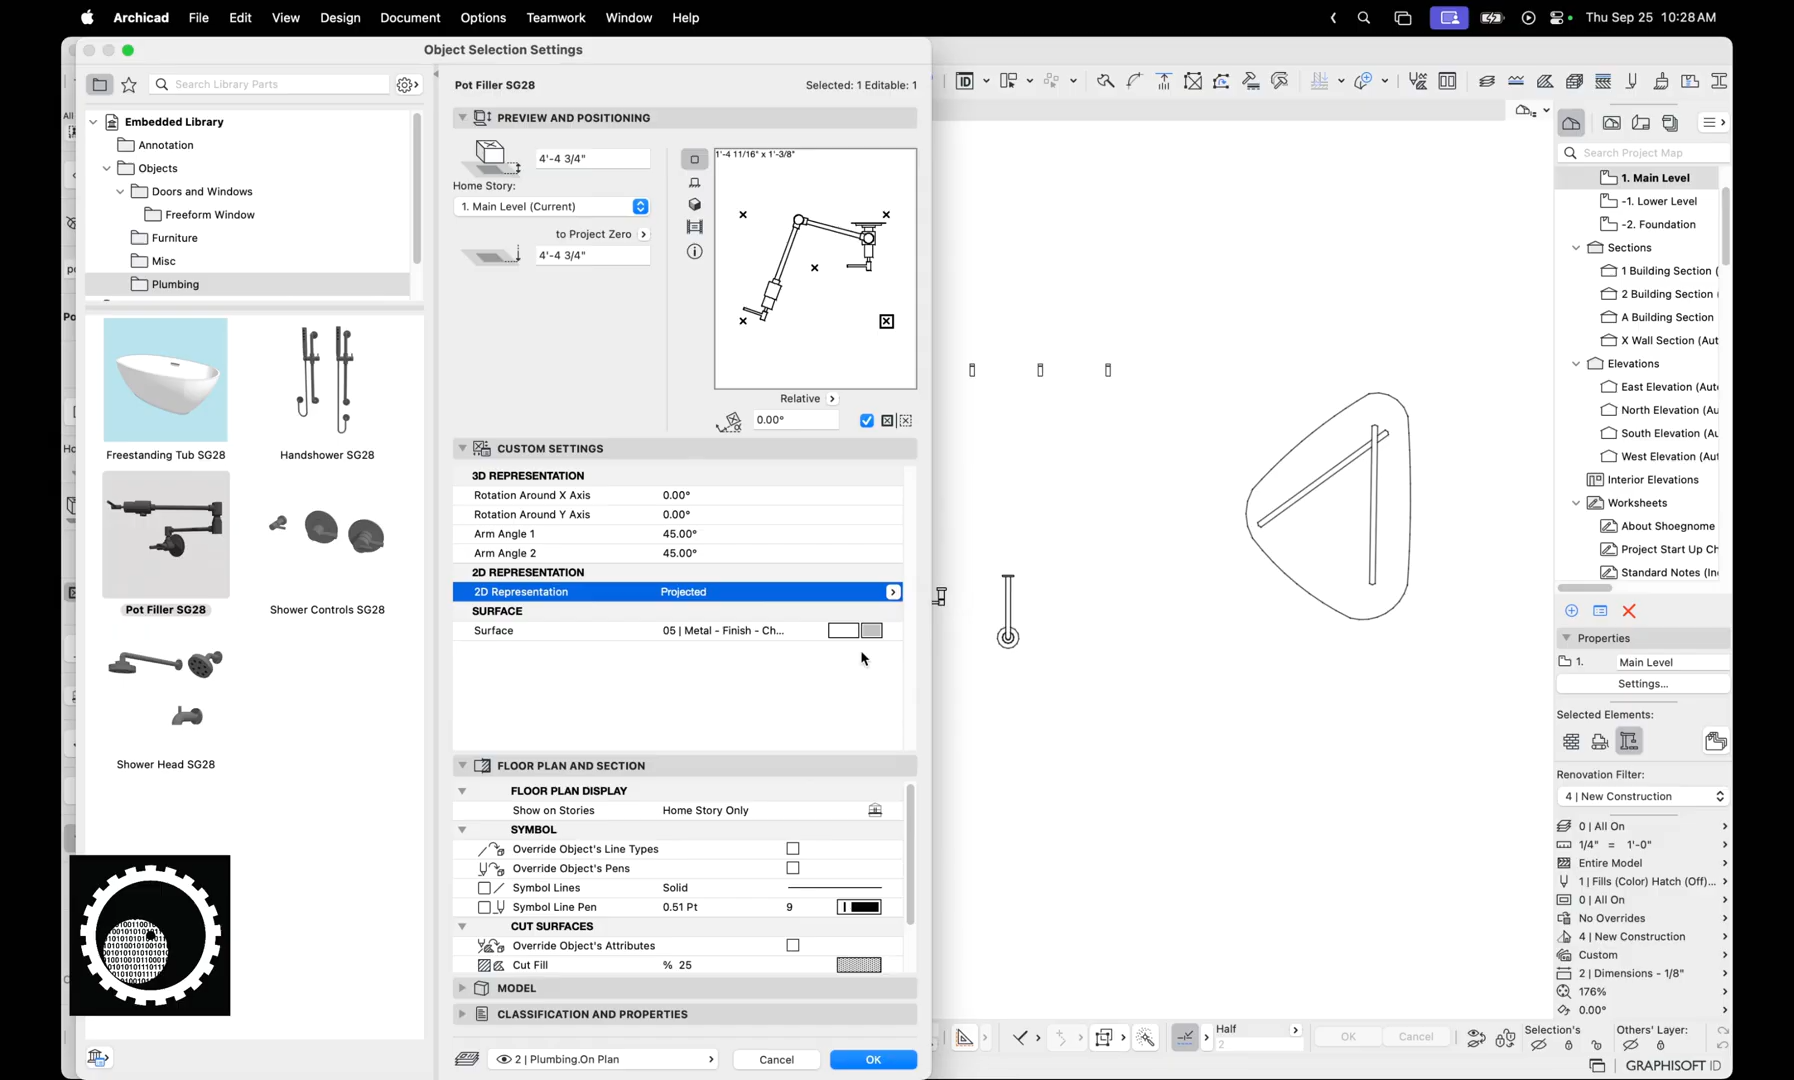 Archicad File Edit View Design Document Options Teamwork Window Help
Thu Sep 25 10:28 AM
Object Selection Settings
Search Library Parts
Embedded Library
Annotation
Objects
Doors and Windows
Freeform Window
Furniture
Misc
Plumbing
Freestanding Tub SG28
Handshower SG28
Pot Filler SG28
Shower Controls SG28
Shower Head SG28
Pot Filler SG28
Selected: 1 Editable: 1
PREVIEW AND POSITIONING
4'-4 3/4"
Home Story:
1. Main Level (Current)
to Project Zero
4'-4 3/4"
1'-4 11/16" x 1'-3/8"
Relative
0.00°
CUSTOM SETTINGS
3D REPRESENTATION
Rotation Around X Axis 0.00°
Rotation Around Y Axis 0.00°
Arm Angle 1 45.00°
Arm Angle 2 45.00°
2D REPRESENTATION
2D Representation Projected
SURFACE
Surface 05 | Metal - Finish - Ch...
FLOOR PLAN AND SECTION
FLOOR PLAN DISPLAY
Show on Stories Home Story Only
SYMBOL
Override Object's Line Types
Override Object's Pens
Symbol Lines Solid
Symbol Line Pen 0.51 Pt 9
CUT SURFACES
Override Object's Attributes
Cut Fill % 25
MODEL
CLASSIFICATION AND PROPERTIES
2 | Plumbing.On Plan
Cancel
OK
ID
Search Project Map
1. Main Level
-1. Lower Level
-2. Foundation
Sections
1 Building Section (
2 Building Section (
A Building Section
X Wall Section (Aut
Elevations
East Elevation (Aut
North Elevation (Au
South Elevation (Au
West Elevation (Aut
Interior Elevations
Worksheets
About Shoegnome
Project Start Up Ch
Standard Notes (In
Properties
1. Main Level
Settings...
Selected Elements:
Renovation Filter:
4 | New Construction
0 | All On
1/4" = 1'-0"
Entire Model
1 | Fills (Color) Hatch (Off)...
0 | All On
No Overrides
4 | New Construction
Custom
2 | Dimensions - 1/8"
176%
0.00°
Half
2
OK
Cancel
Selection's
Others' Layer:
GRAPHISOFT ID